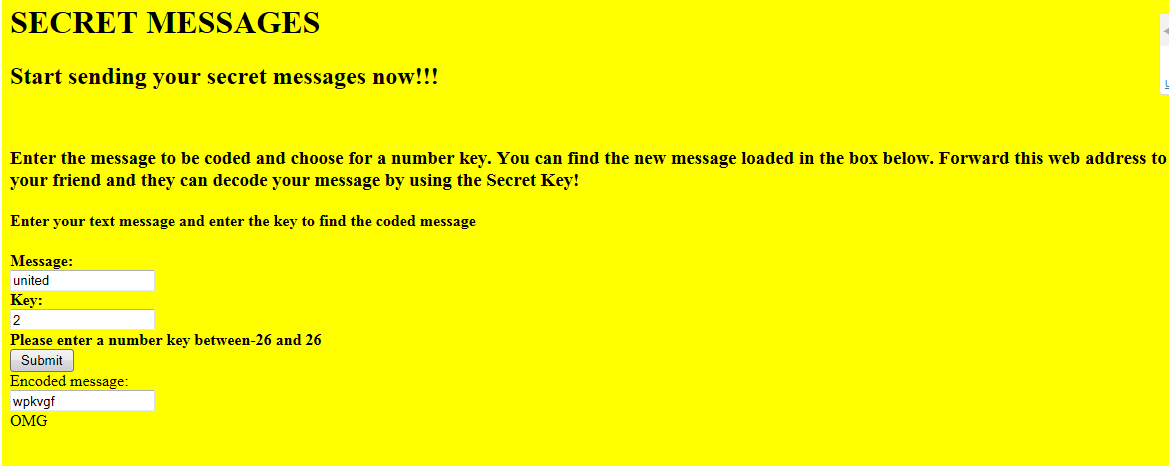 SECRET MESSAGES
Start sending your secret messages now!!!
Enter the message to be coded and choose for a number key. You can find the new message loaded in the box below. Forward this web address to
your friend and they can decode your message by using the Secret Key!
Enter your text message and enter the key to find the coded message
Message:
united
Key:
2
Please enter a number key between-26 and 26
Submit
Encoded message:
wpkvgf
OMG